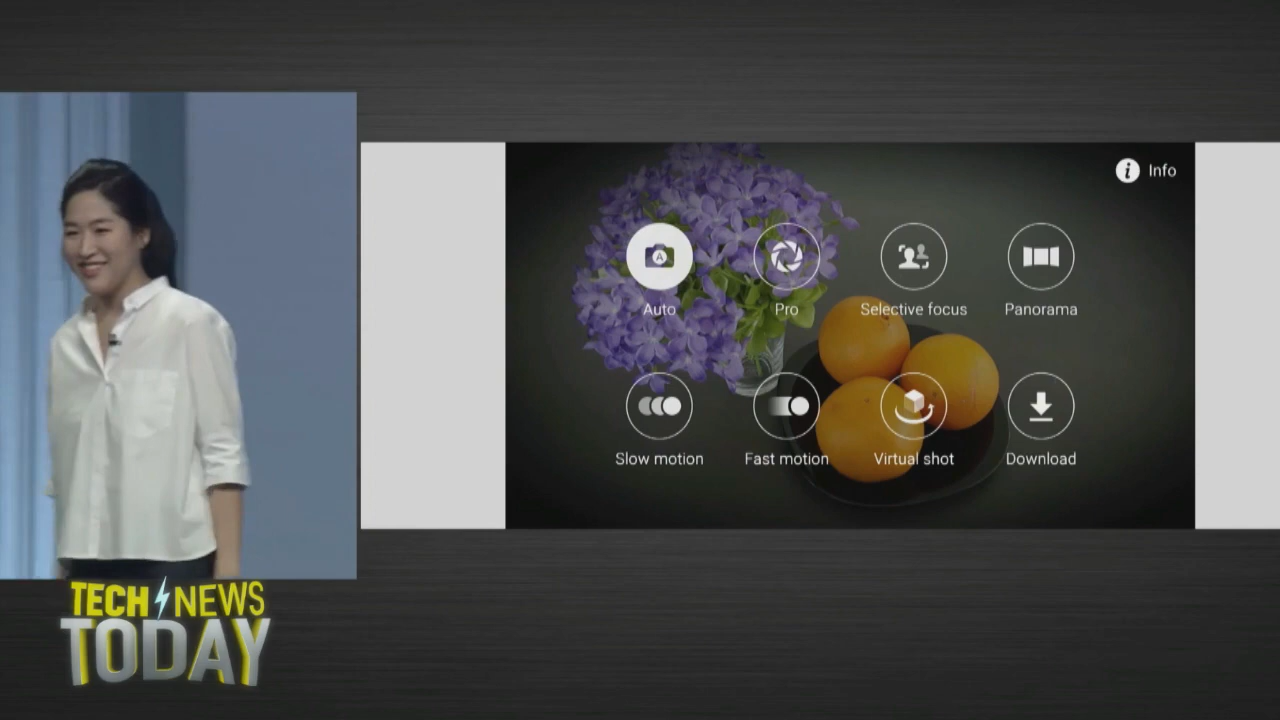 Info
Auto
Pro
Selective focus
Panorama
Slow motion
Fast motion
Virtual shot
Download
TECH NEWS
TODAY